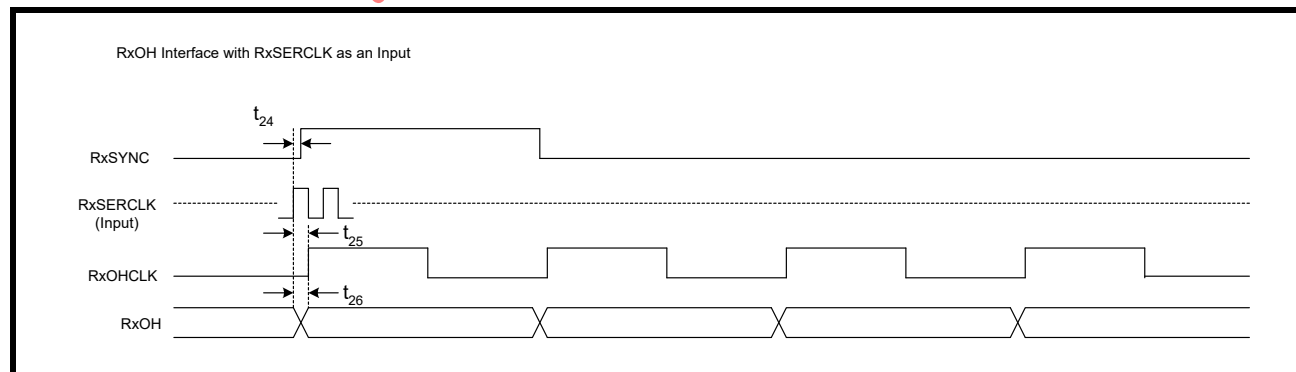 RxOH Interface with RxSERCLK as an Input
t24
RxSYNC
RxSERCLK
(Input)
t25
RxOHCLK
t26
RxOH